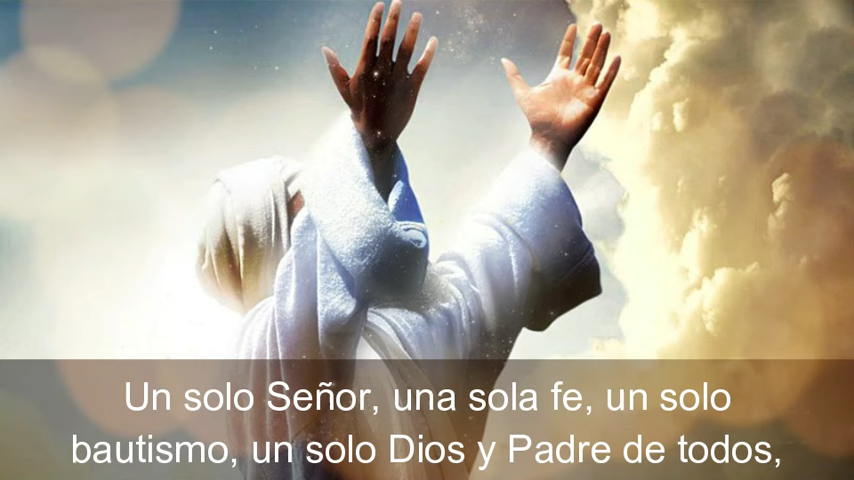 Un solo Señor, una sola fe, un solo
bautismo, un solo Dios y Padre de todos,